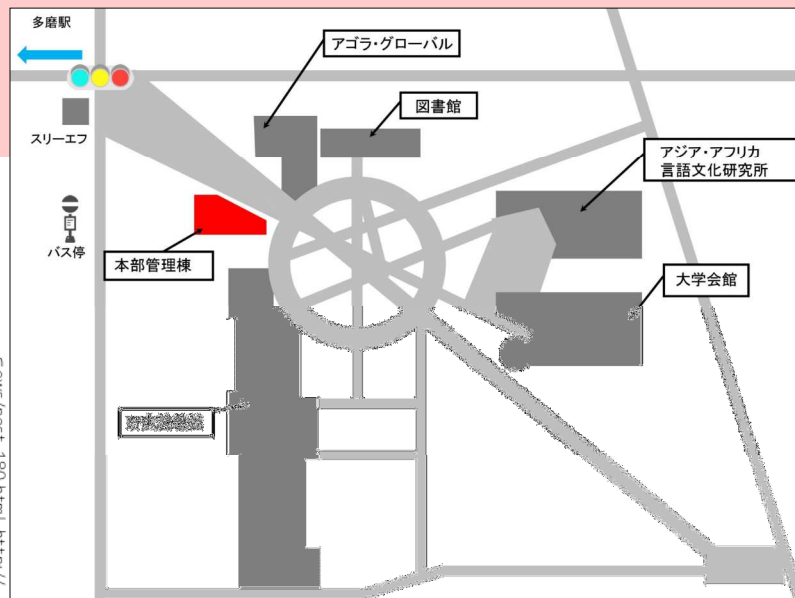 多磨駅
アゴラ・グローバル
図書館
スリーエフ
アジア・アフリカ
言語文化研究所
バス停
本部管理棟
大学会館